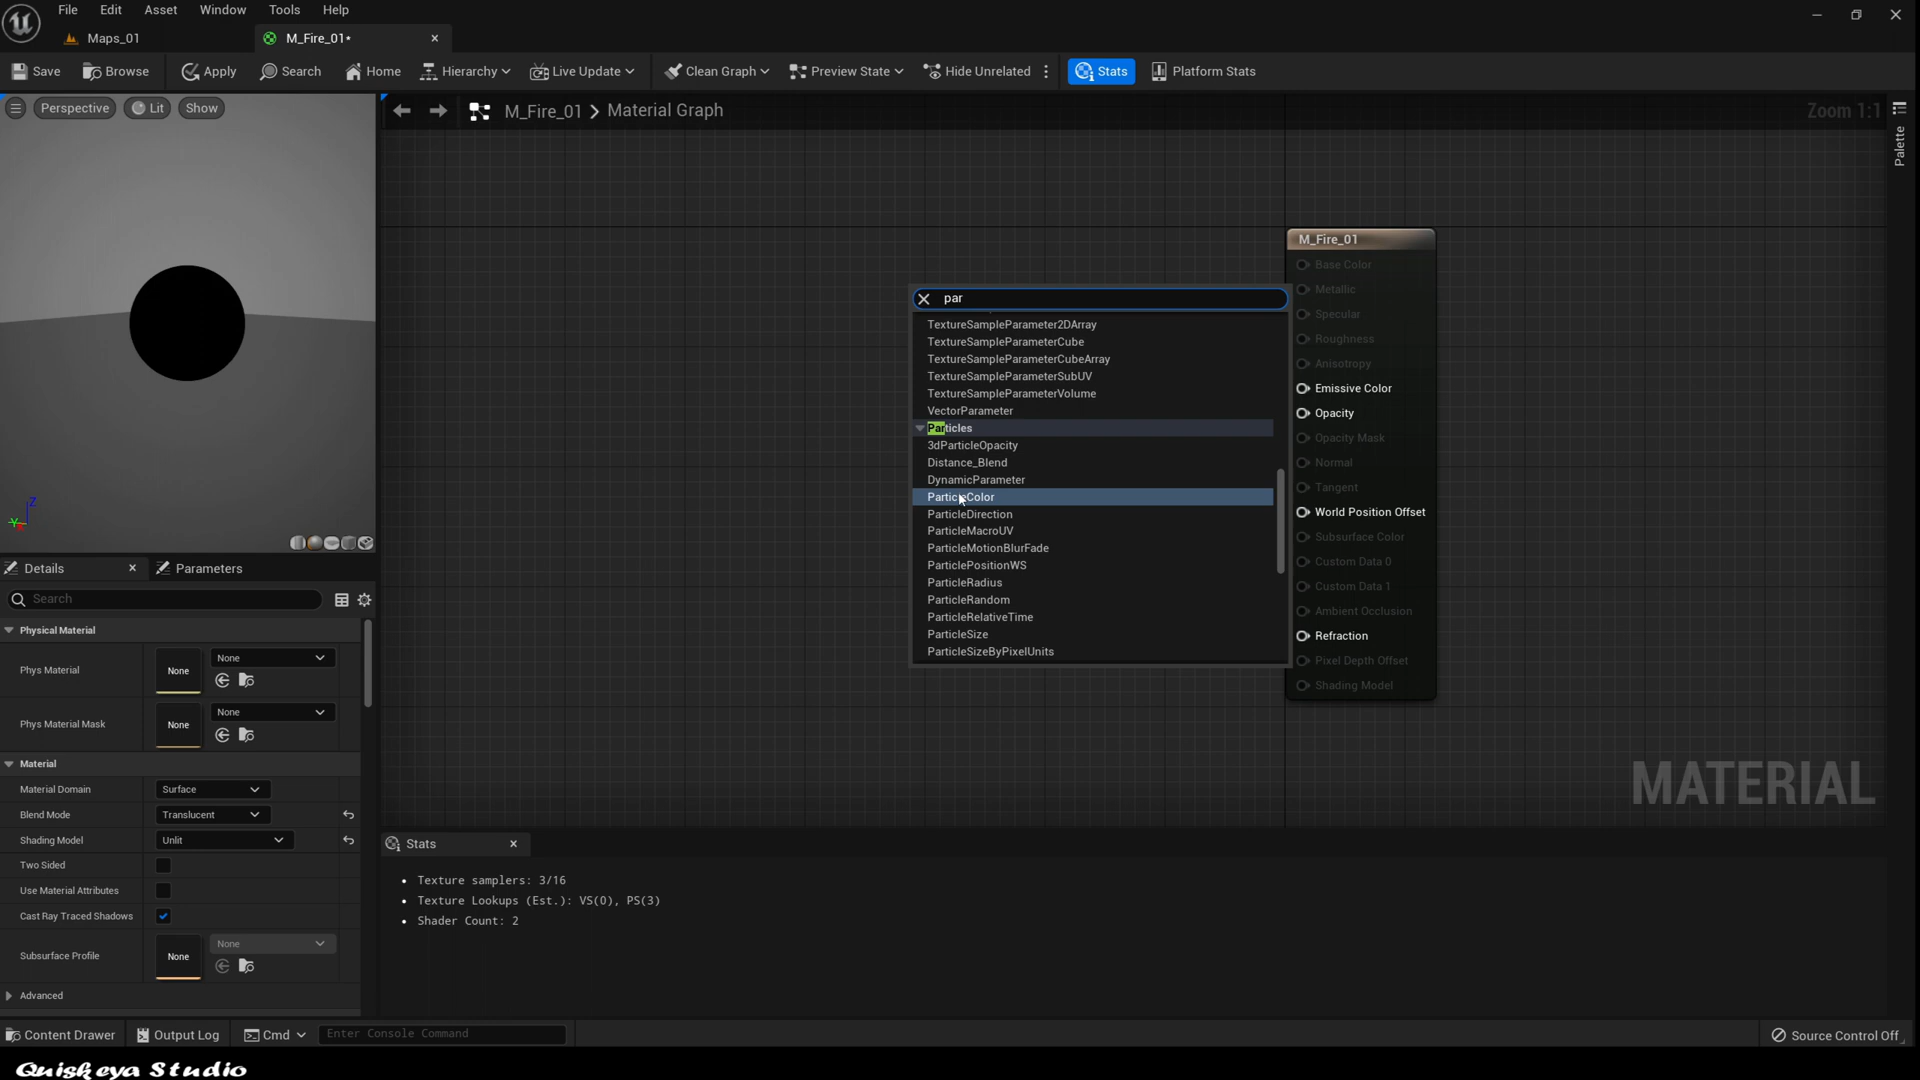 File Edit Asset Window Tools Help
Maps_01
M_Fire_01*
Save Browse Apply Search Home Hierarchy Live Update Clean Graph Preview State Hide Unrelated Stats Platform Stats
Perspective Lit Show
M_Fire_01 > Material Graph
Zoom 1:1
Palette
par
TextureSampleParameter2DArray
TextureSampleParameterCube
TextureSampleParameterCubeArray
TextureSampleParameterSubUV
TextureSampleParameterVolume
VectorParameter
Particles
3dParticleOpacity
Distance_Blend
DynamicParameter
ParticleColor
ParticleDirection
ParticleMacroUV
ParticleMotionBlurFade
ParticlePositionWS
ParticleRadius
ParticleRandom
ParticleRelativeTime
ParticleSize
ParticleSizeByPixelUnits
M_Fire_01
Base Color
Metallic
Specular
Roughness
Anisotropy
Emissive Color
Opacity
Opacity Mask
Normal
Tangent
World Position Offset
Subsurface Color
Custom Data 0
Custom Data 1
Ambient Occlusion
Refraction
Pixel Depth Offset
Shading Model
MATERIAL
Z
Y
Details Parameters
Search
Physical Material
Phys Material None None
Phys Material Mask None None
Material
Material Domain Surface
Blend Mode Translucent
Shading Model Unlit
Two Sided
Use Material Attributes
Cast Ray Traced Shadows
Subsurface Profile None None
Advanced
Stats
Texture samplers: 3/16
Texture Lookups (Est.): VS(0), PS(3)
Shader Count: 2
Content Drawer Output Log Cmd Enter Console Command Source Control Off
Quiskeya Studio